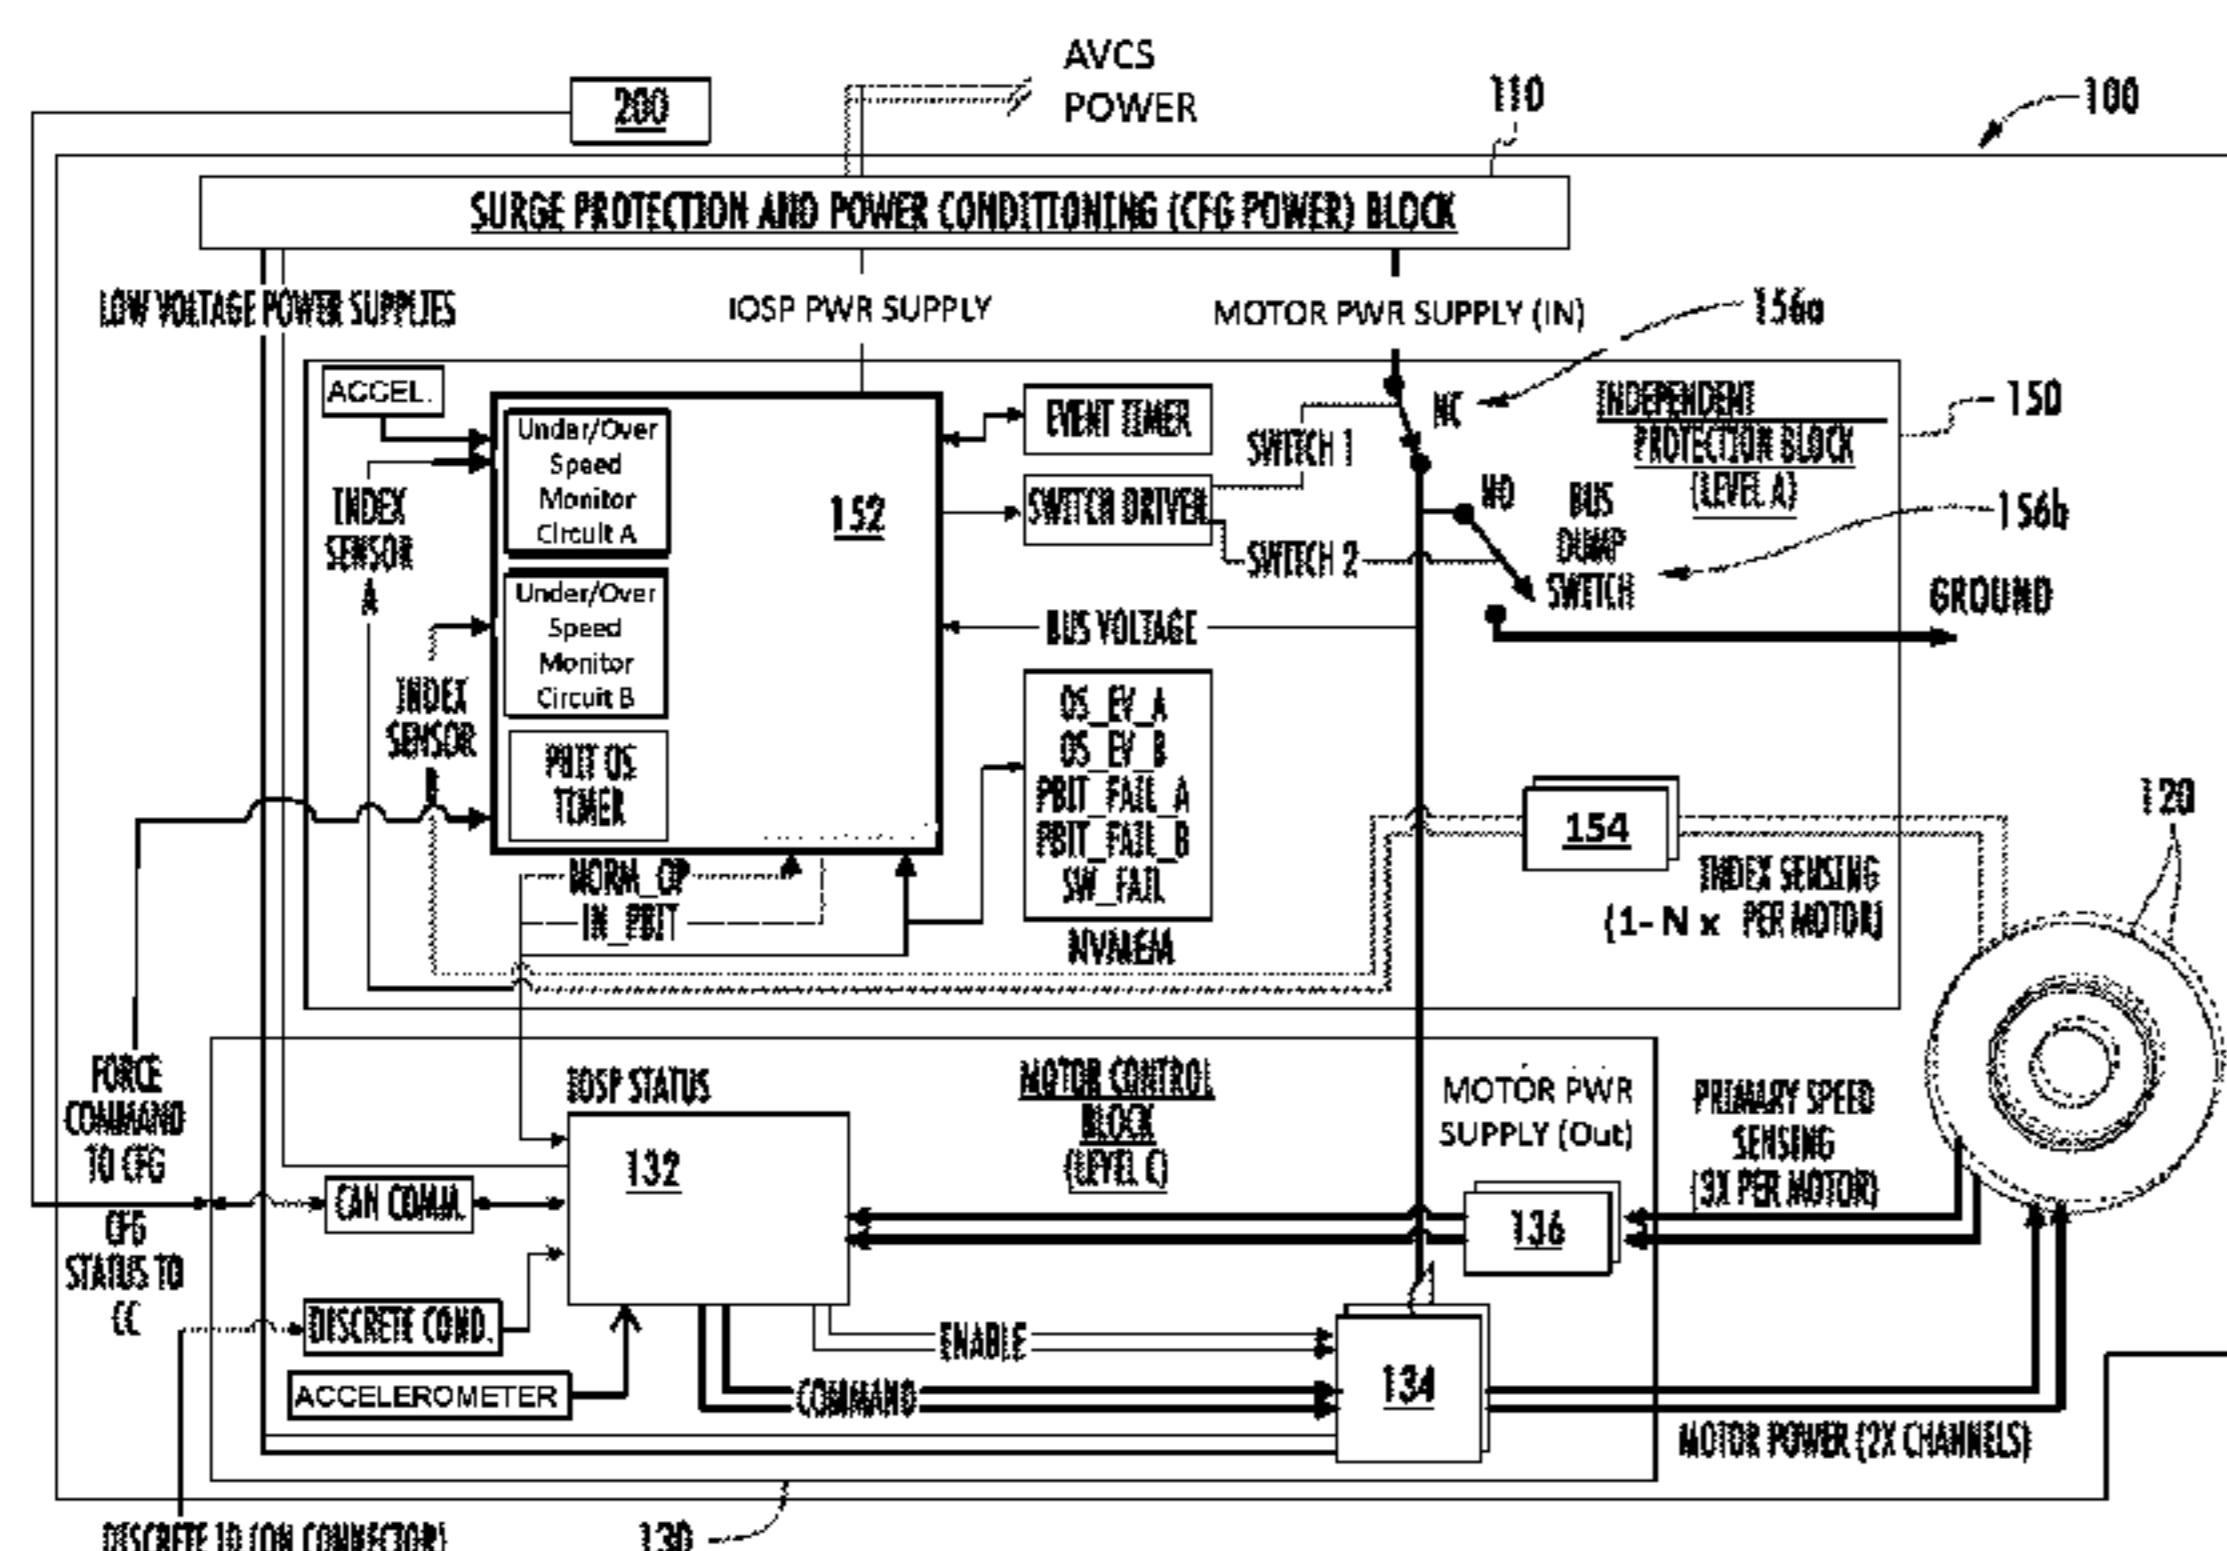 AVCS
POWER
200
110
100
SURGE PROTECTION AND POWER CONDITIONING (CFG POWER) BLOCK
LOW VOLTAGE POWER SUPPLIES
IOSP PWR SUPPLY
MOTOR PWR SUPPLY (IN)
156a
ACCEL.
Under/Over
Speed
Monitor
Circuit A
152
EVENT TIMER
SWITCH DRIVER
SWITCH 1
NC
INDEPENDENT
PROTECTION BLOCK
(LEVEL A)
150
INDEX
SENSOR
SWITCH 2
NO
BUS
DUMP
SWITCH
156b
GROUND
Under/Over
Speed
Monitor
Circuit B
BUS VOLTAGE
INDEX
SENSOR
PBIT OS
TIMER
OS_EV_A
OS_EV_B
PBIT_FAIL_A
PBIT_FAIL_B
SW_FAIL
NVMEM
154
INDEX SENSING
(1- N x PER MOTOR)
120
NORM_OP
IN_PBIT
FORCE
COMMAND
TO CFG
IOSP STATUS
132
MOTOR CONTROL
BLOCK
(LEVEL C)
MOTOR PWR
SUPPLY (Out)
PRIMARY SPEED
SENSING
(3X PER MOTOR)
CAN COMM.
136
CFG
STATUS TO
CC
DISCRETE COND.
ENABLE
ACCELEROMETER
COMMAND
134
MOTOR POWER (2X CHANNELS)
DISCRETE ID (ON CONNECTOR)
130